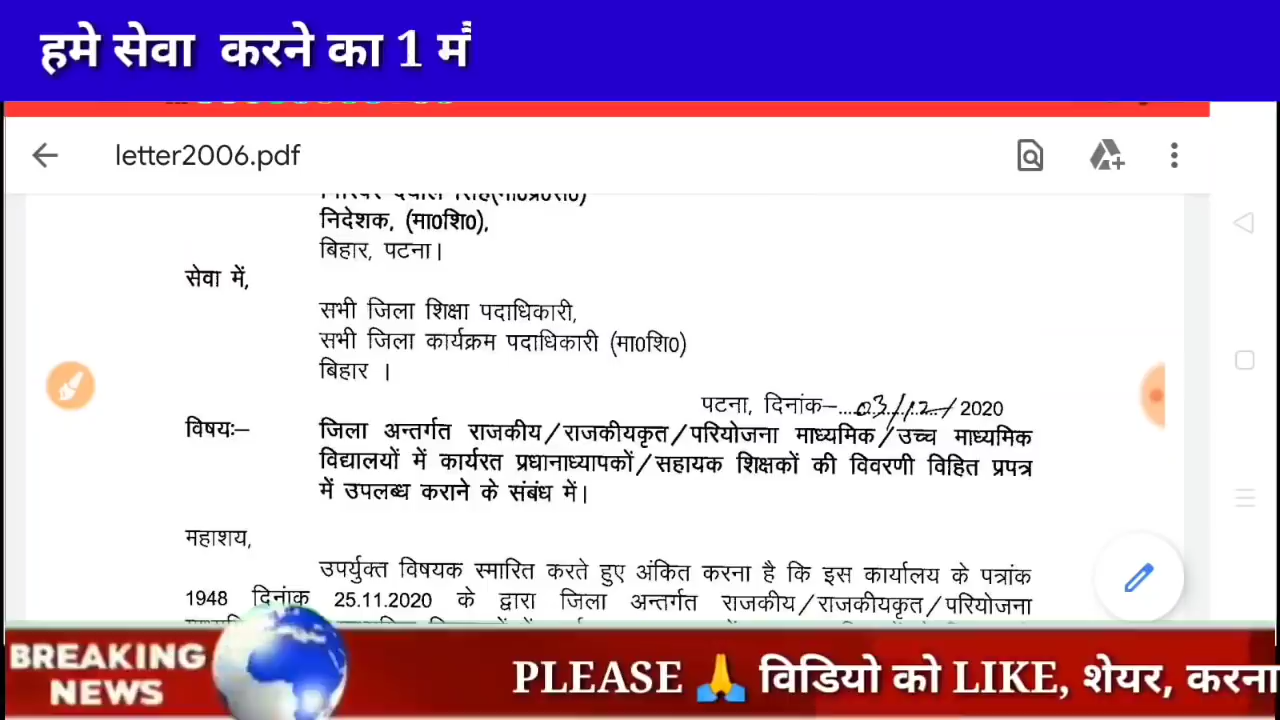 हमे सेवा करने का 1
letter2006.pdf
निदेशक, (मा0शि0),
बिहार, पटना।
सेवा में,
सभी जिला शिक्षा पदाधिकारी,
सभी जिला कार्यक्रम पदाधिकारी (मा0शि0)
बिहार ।
पटना, दिनांक–....03/12/2020
विषयः– जिला अन्तर्गत राजकीय/राजकीयकृत/परियोजना माध्यमिक/उच्च माध्यमिक
विद्यालयों में कार्यरत प्रधानाध्यापकों/सहायक शिक्षकों की विवरणी विहित प्रपत्र
में उपलब्ध कराने के संबंध में।
महाशय,
उपर्युक्त विषयक स्मारित करते हुए अंकित करना है कि इस कार्यालय के पत्रांक
1948 दिनांक 25.11.2020 के द्वारा जिला अन्तर्गत राजकीय/राजकीयकृत/परियोजना
BREAKING
NEWS
PLEASE 🙏 विडियो को LIKE, शेयर, करना